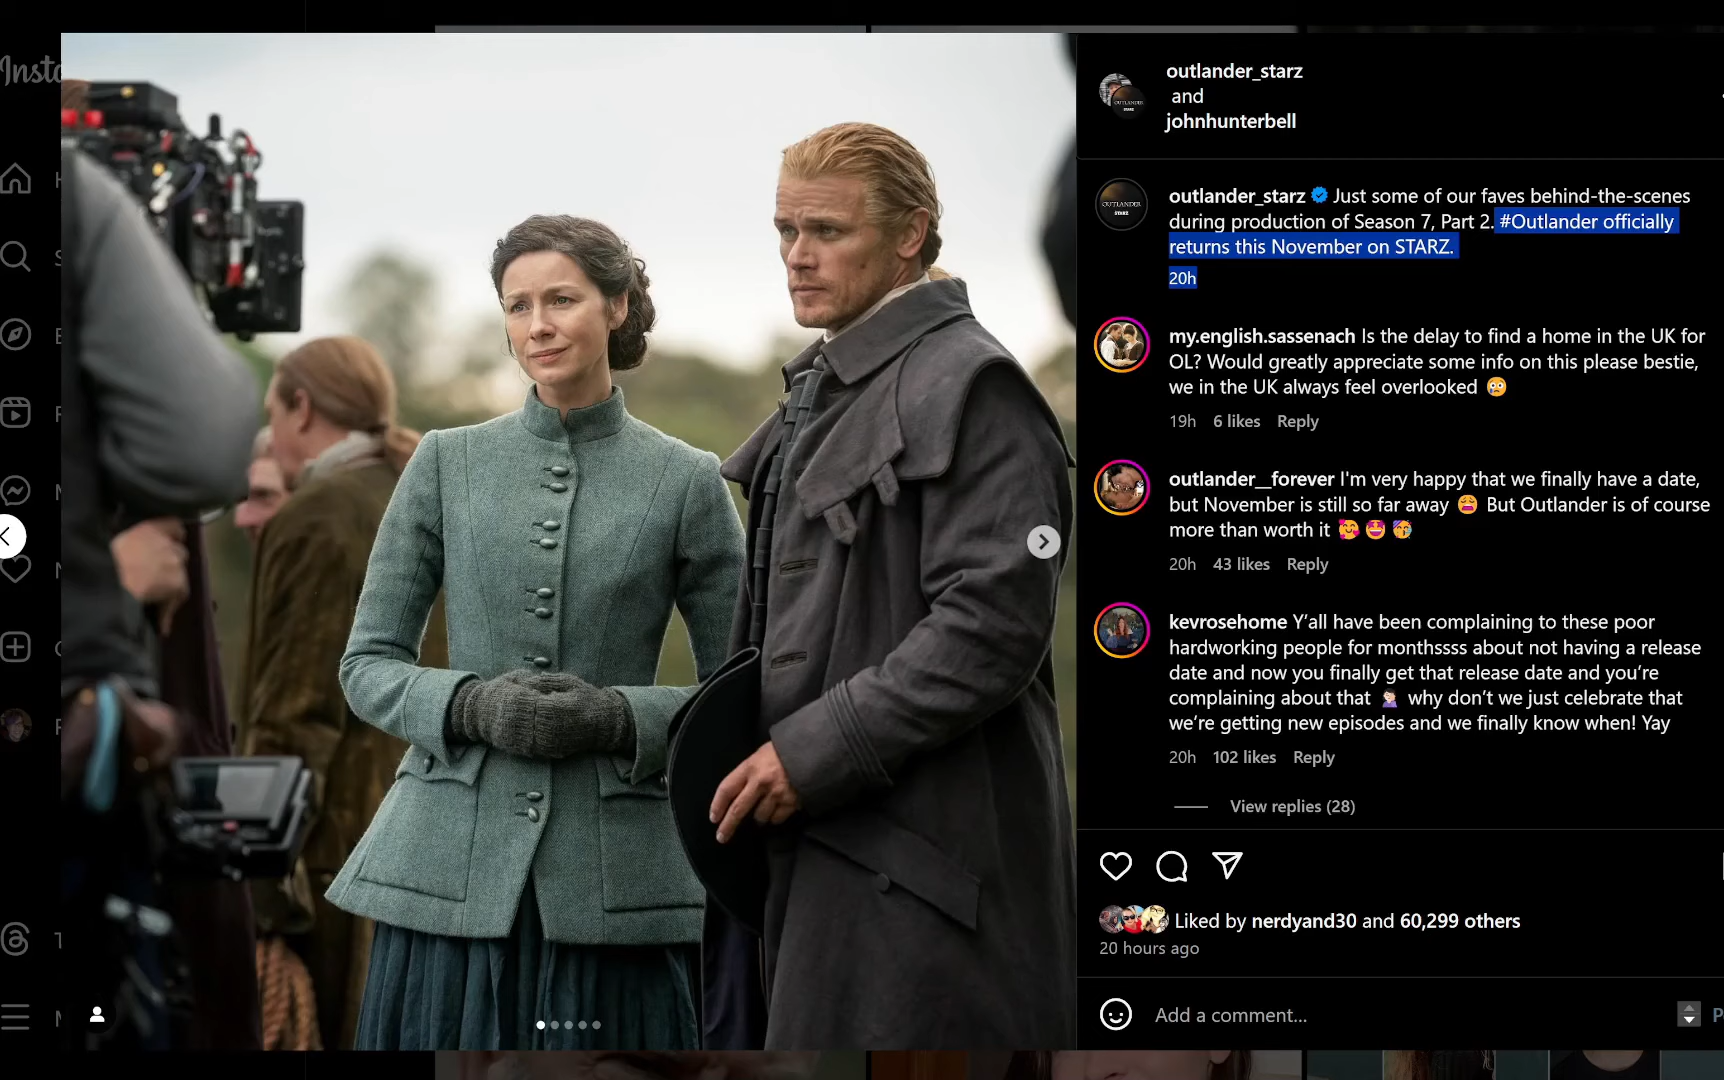 Insta
outlander_starz
and
johnhunterbell
OUTLANDER
STARZ
outlander_starz Just some of our faves behind-the-scenes
during production of Season 7, Part 2. #Outlander officially
returns this November on STARZ.
20h
my.english.sassenach Is the delay to find a home in the UK for
OL? Would greatly appreciate some info on this please bestie,
we in the UK always feel overlooked 😢
19h 6 likes Reply
outlander__forever I'm very happy that we finally have a date,
but November is still so far away 😩 But Outlander is of course
more than worth it 🥰 🤩 🥳
20h 43 likes Reply
kevrosehome Y’all have been complaining to these poor
hardworking people for monthssss about not having a release
date and now you finally get that release date and you’re
complaining about that 🤦🏻‍♀️ why don’t we just celebrate that
we’re getting new episodes and we finally know when! Yay
20h 102 likes Reply
View replies (28)
Liked by nerdyand30 and 60,299 others
20 hours ago
Add a comment...